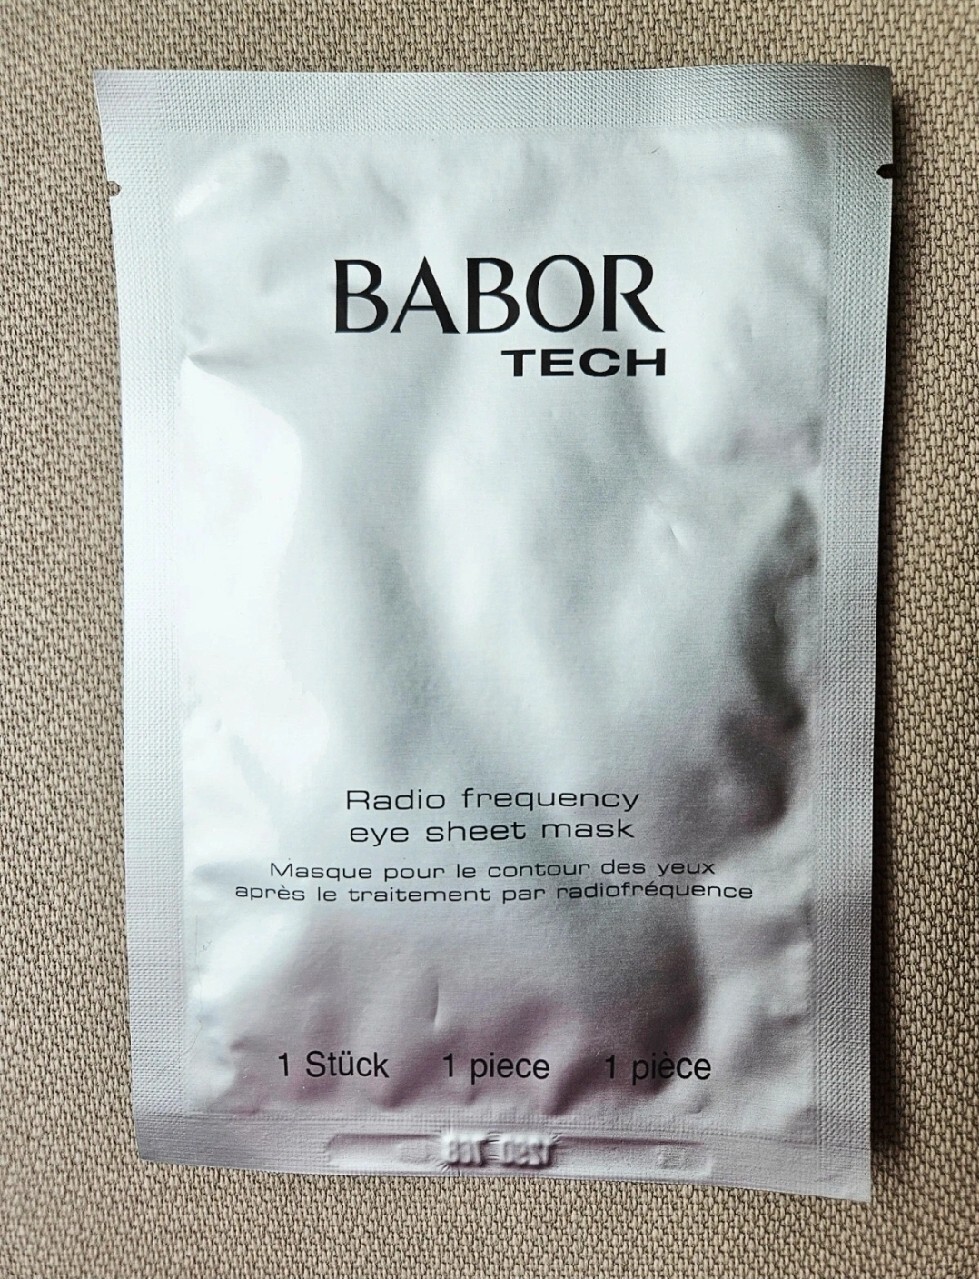 BABOR
TECH
Radio frequency
eye sheet mask
Masque pour le contour des yeux
après le traitement par radiofréquence
1 Stück 1 piece 1 pièce